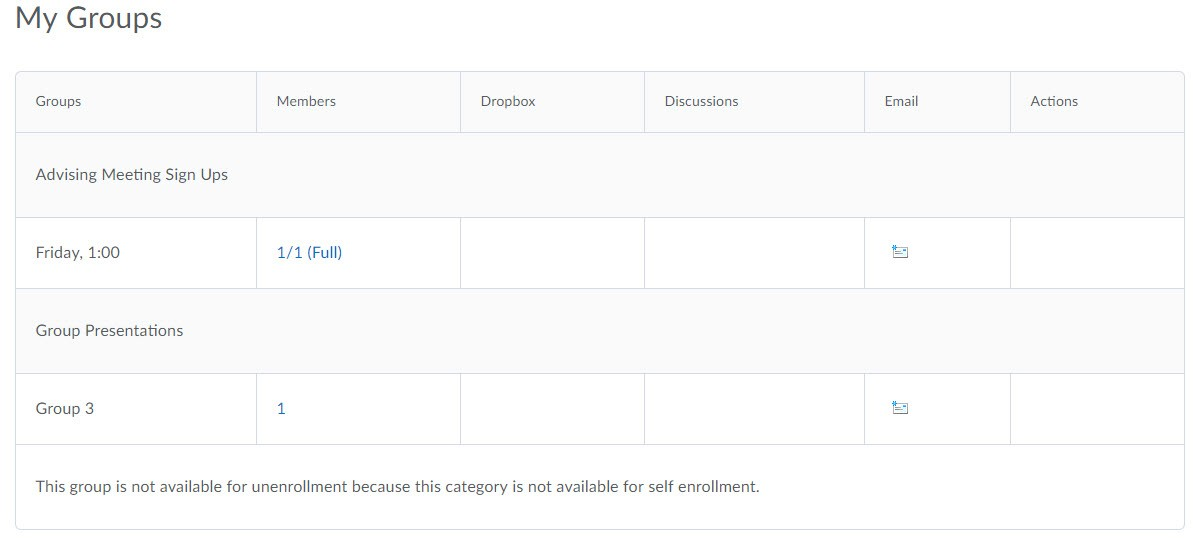 My Groups
Groups Members Dropbox Discussions Email Actions
Advising Meeting Sign Ups
Friday, 1:00 1/1 (Full)
Group Presentations
Group 3 1
This group is not available for unenrollment because this category is not available for self enrollment.